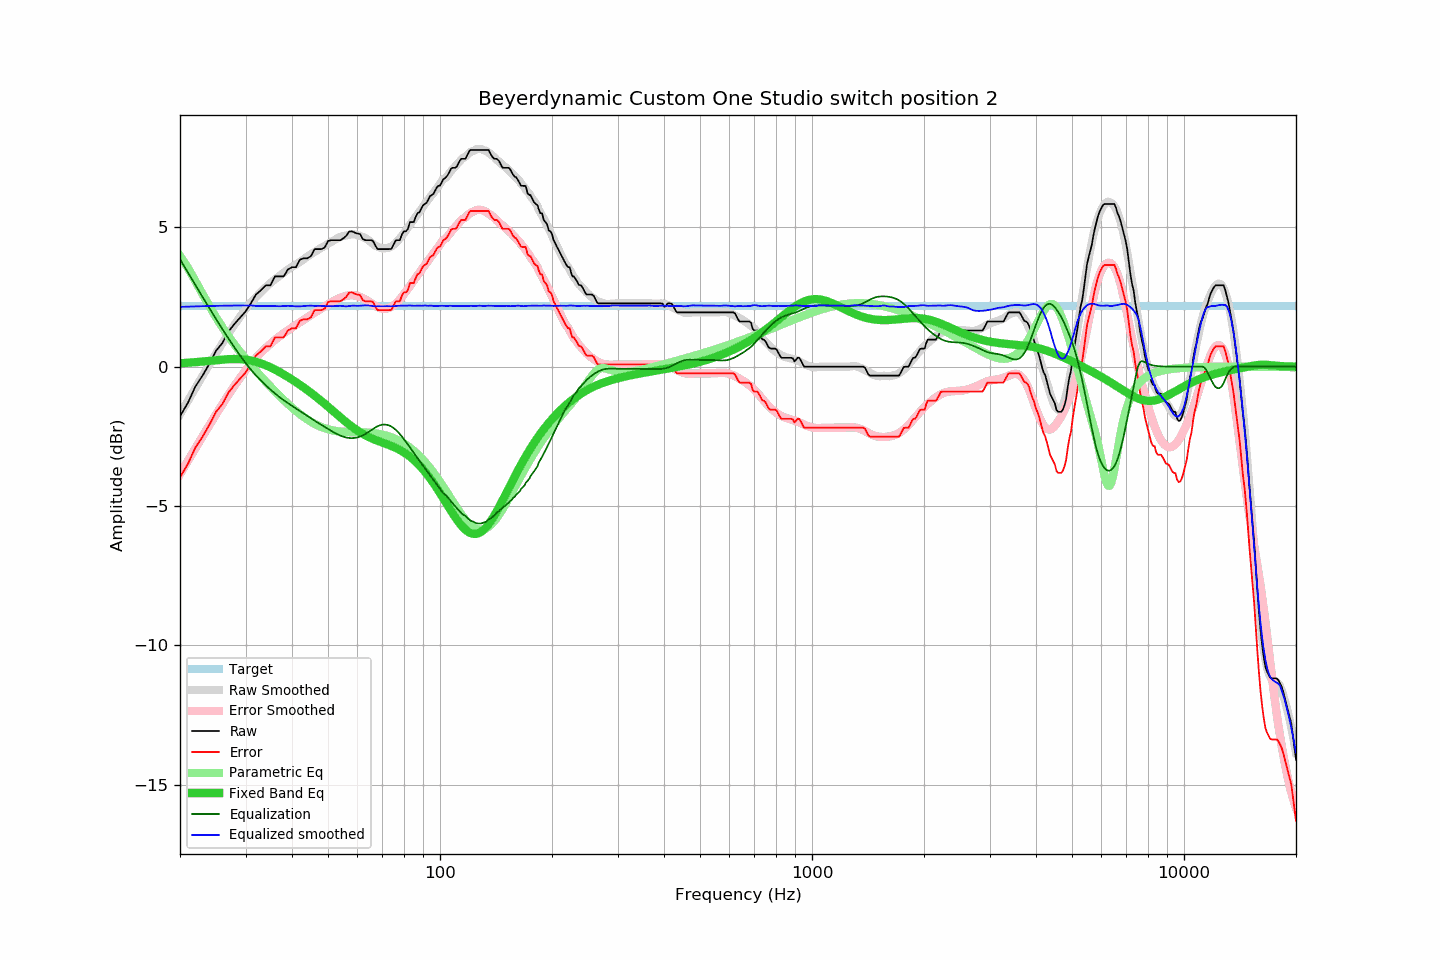 Beyerdynamic Custom One Studio switch position 2
Amplitude (dBr)
5
0
−5
−10
−15
Target
Raw Smoothed
Error Smoothed
Raw
Error
Parametric Eq
Fixed Band Eq
Equalization
Equalized smoothed
100
1000
10000
Frequency (Hz)